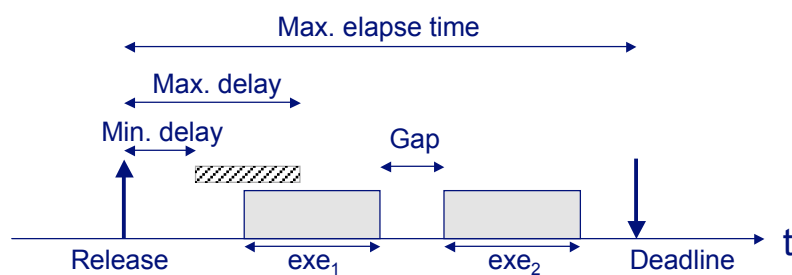 Max. elapse time
Max. delay
Min. delay
Gap
t
Release
exe₁
exe₂
Deadline